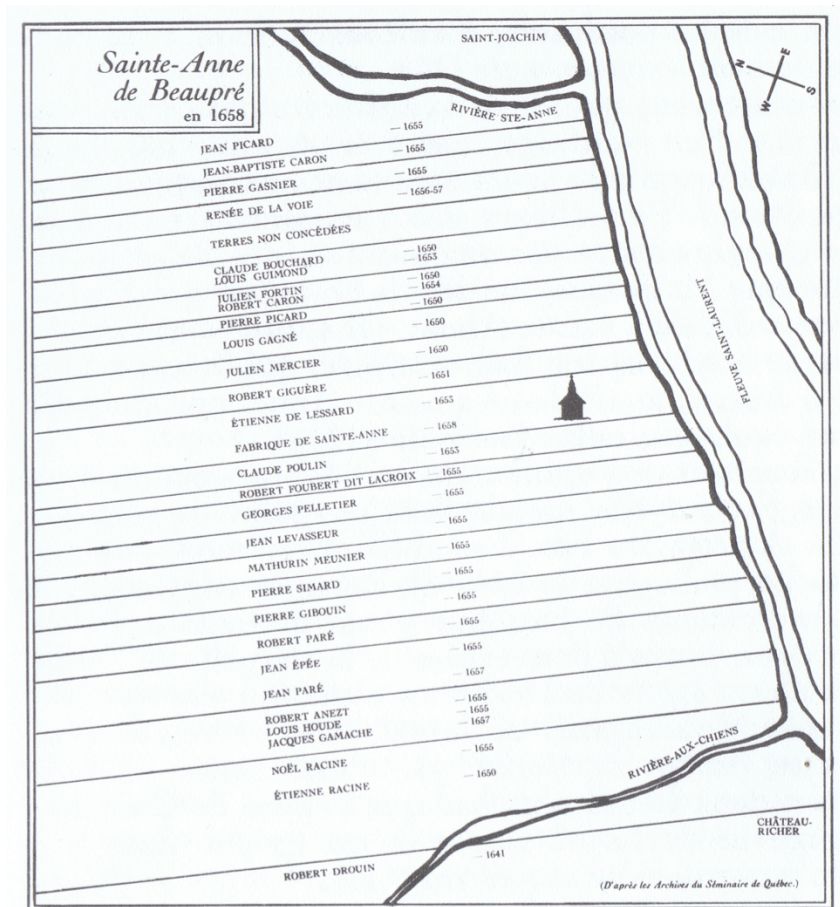 Sainte-Anne
de Beaupré
en 1658
SAINT-JOACHIM
N
E
W
S
RIVIÈRE STE-ANNE
JEAN PICARD — 1655
JEAN-BAPTISTE CARON — 1655
PIERRE GASNIER — 1655
RENÉE DE LA VOIE — 1656-57
TERRES NON CONCÉDÉES
CLAUDE BOUCHARD — 1650
LOUIS GUIMOND — 1653
JULIEN FORTIN — 1650
ROBERT CARON — 1654
PIERRE PICARD — 1650
LOUIS GAGNÉ — 1650
JULIEN MERCIER — 1650
ROBERT GIGUÈRE — 1651
ÉTIENNE DE LESSARD — 1655
FABRIQUE DE SAINTE-ANNE — 1658
CLAUDE POULIN — 1653
ROBERT FOUBERT DIT LACROIX — 1655
GEORGES PELLETIER — 1655
JEAN LEVASSEUR — 1655
MATHURIN MEUNIER — 1655
PIERRE SIMARD — 1655
PIERRE GIBOUIN — 1655
ROBERT PARÉ — 1655
JEAN ÉPÉE — 1655
JEAN PARÉ — 1657
ROBERT ANEZT — 1655
LOUIS HOUDE — 1655
JACQUES GAMACHE — 1657
NOËL RACINE — 1655
ÉTIENNE RACINE — 1650
ROBERT DROUIN — 1641
FLEUVE SAINT-LAURENT
RIVIÈRE-AUX-CHIENS
CHÂTEAU-
RICHER
(D'après les Archives du Séminaire de Québec.)